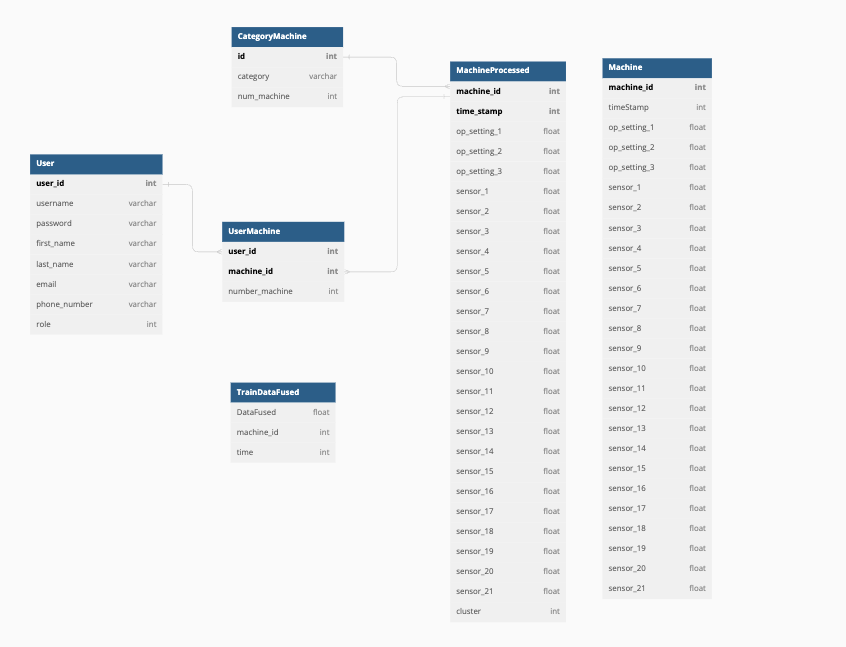 CategoryMachine
id int
category varchar
num_machine int
User
user_id int
username varchar
password varchar
first_name varchar
last_name varchar
email varchar
phone_number varchar
role int
UserMachine
user_id int
machine_id int
number_machine int
TrainDataFused
DataFused float
machine_id int
time int
MachineProcessed
machine_id int
time_stamp int
op_setting_1 float
op_setting_2 float
op_setting_3 float
sensor_1 float
sensor_2 float
sensor_3 float
sensor_4 float
sensor_5 float
sensor_6 float
sensor_7 float
sensor_8 float
sensor_9 float
sensor_10 float
sensor_11 float
sensor_12 float
sensor_13 float
sensor_14 float
sensor_15 float
sensor_16 float
sensor_17 float
sensor_18 float
sensor_19 float
sensor_20 float
sensor_21 float
cluster int
Machine
machine_id int
timeStamp int
op_setting_1 float
op_setting_2 float
op_setting_3 float
sensor_1 float
sensor_2 float
sensor_3 float
sensor_4 float
sensor_5 float
sensor_6 float
sensor_7 float
sensor_8 float
sensor_9 float
sensor_10 float
sensor_11 float
sensor_12 float
sensor_13 float
sensor_14 float
sensor_15 float
sensor_16 float
sensor_17 float
sensor_18 float
sensor_19 float
sensor_20 float
sensor_21 float